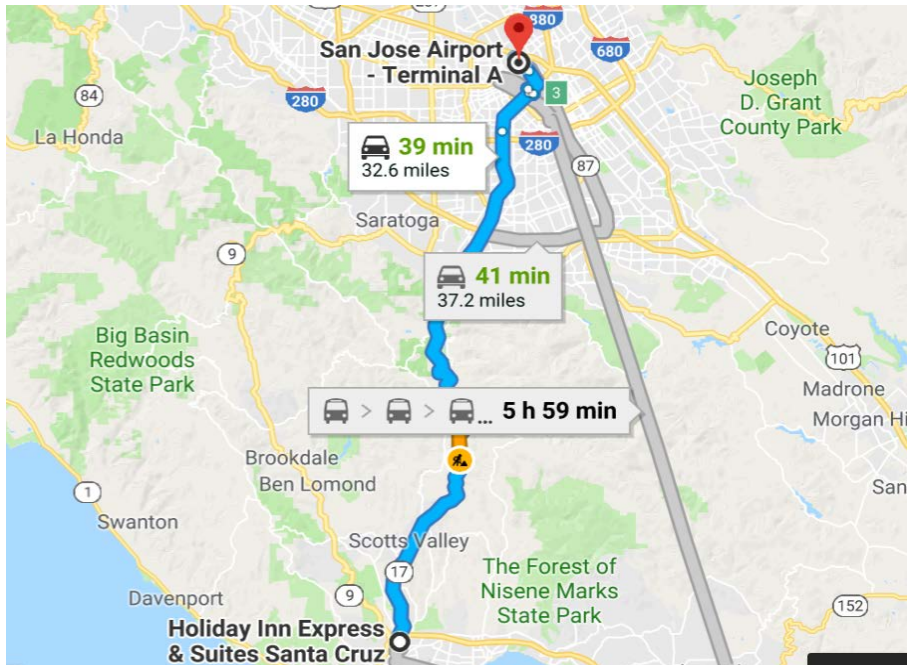 880
San Jose Airport
- Terminal A
680
84
280
3
Joseph
D. Grant
County Park
La Honda
39 min
32.6 miles
280
87
Saratoga
9
41 min
37.2 miles
Big Basin
Redwoods
State Park
Coyote
101
> > ... 5 h 59 min
Madrone
Morgan Hi
Brookdale
Ben Lomond
1
San
Swanton
Scotts Valley
17
The Forest of
Nisene Marks
State Park
9
Davenport
152
Holiday Inn Express
& Suites Santa Cruz